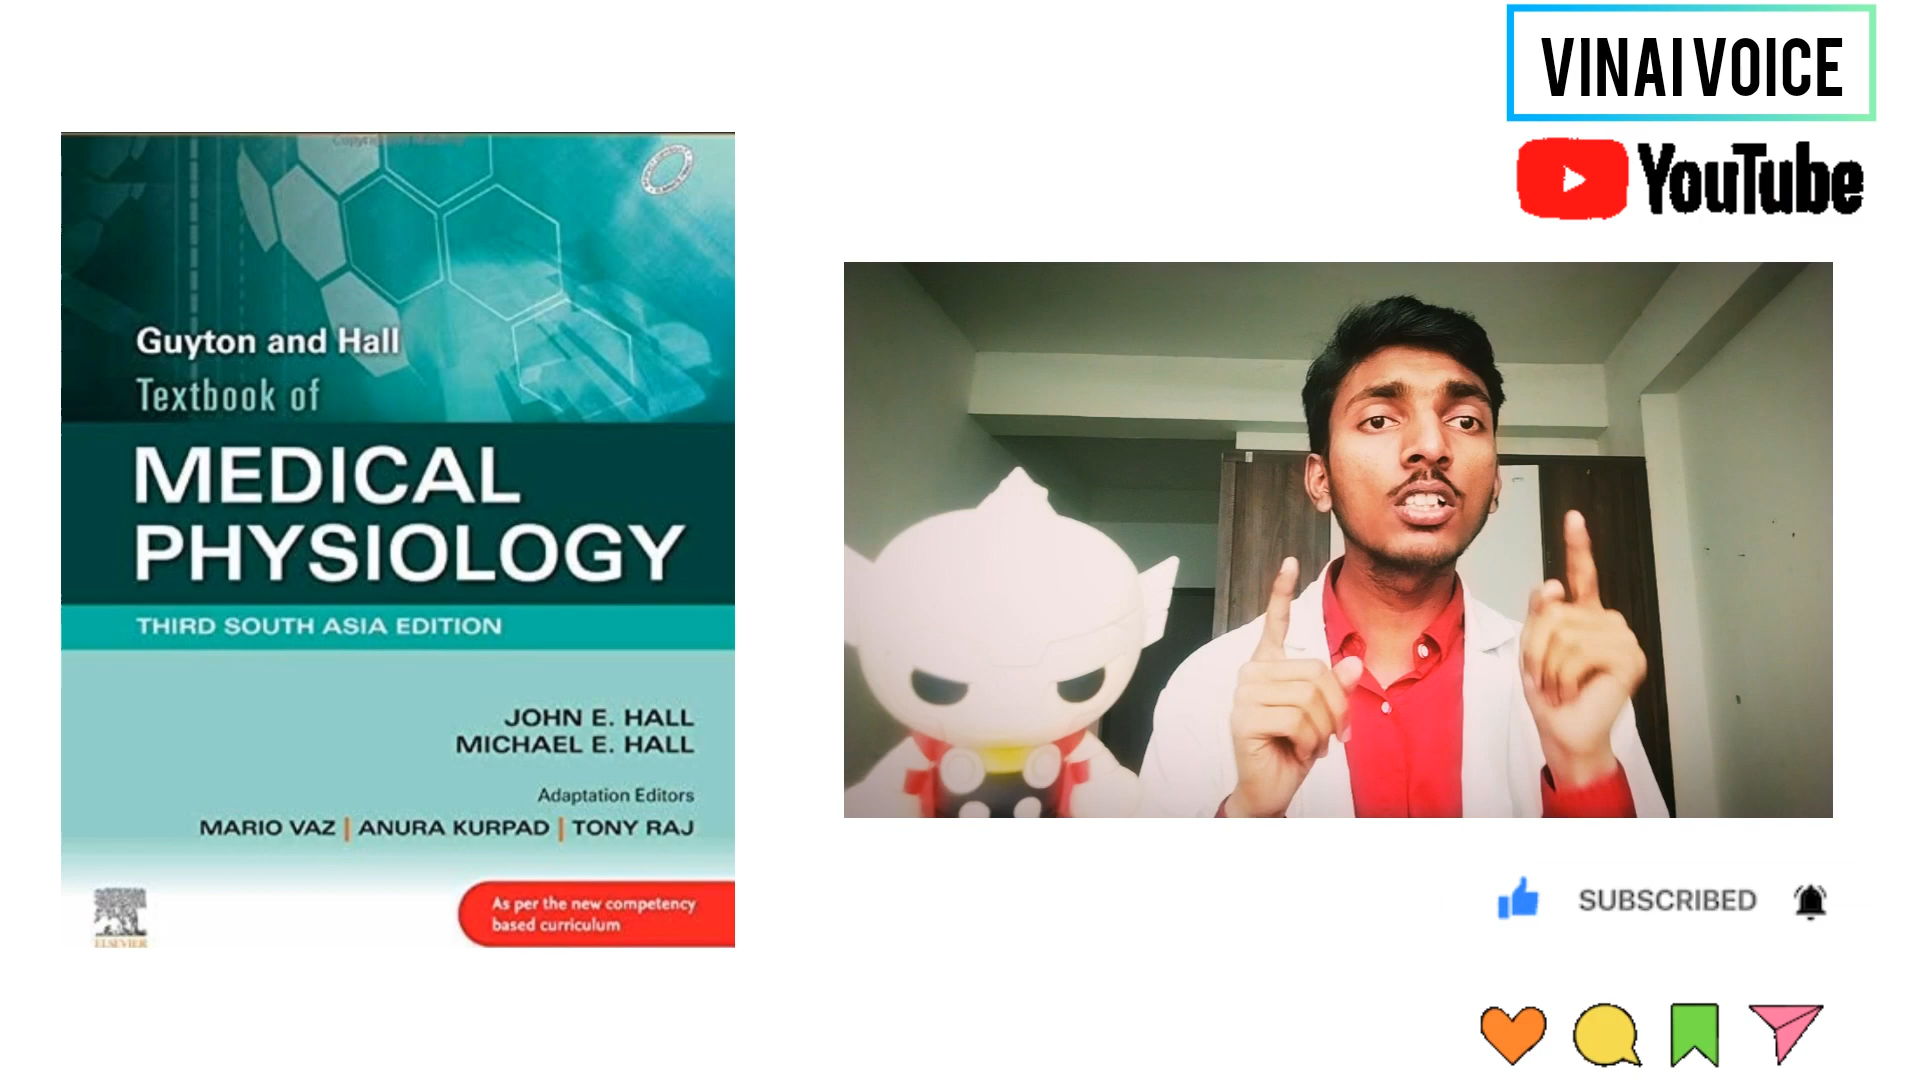 VINAI VOICE
YouTube
Guyton and Hall
Textbook of
MEDICAL
PHYSIOLOGY
THIRD SOUTH ASIA EDITION
JOHN E. HALL
MICHAEL E. HALL
Adaptation Editors
MARIO VAZ | ANURA KURPAD | TONY RAJ
As per the new competency
based curriculum
ELSEVIER
SUBSCRIBED